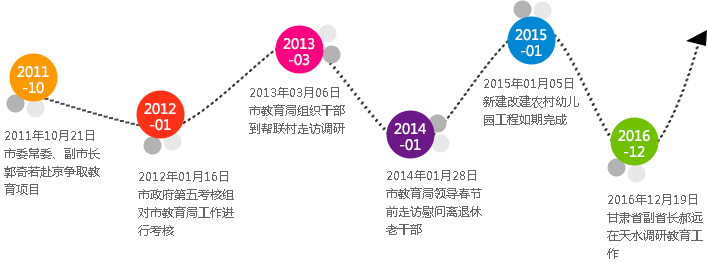 2011
-10
2011年10月21日
市委常委、副市长
郭奇若赴京争取教
育项目
2012
-01
2012年01月16日
市政府第五考核组
对市教育局工作进
行考核
2013
-03
2013年03月06日
市教育局组织干部
到帮联村走访调研
2014
-01
2014年01月28日
市教育局领导春节
前走访慰问离退休
老干部
2015
-01
2015年01月05日
新建改建农村幼儿
园工程如期完成
2016
-12
2016年12月19日
甘肃省副省长郝远
在天水调研教育工
作